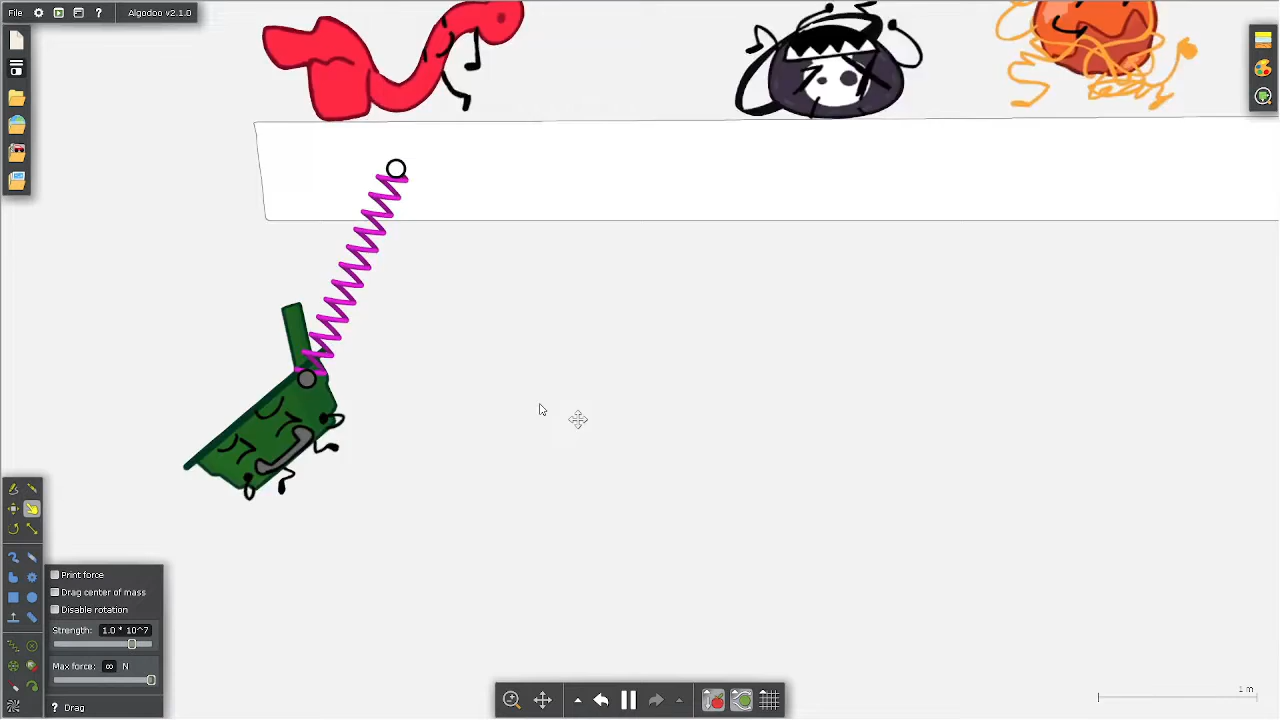 File ? Algodoo v2.1.0
Print force
Drag center of mass
Disable rotation
Strength: 1.0 * 10^7
Max force: ∞ N
? Drag
1 m